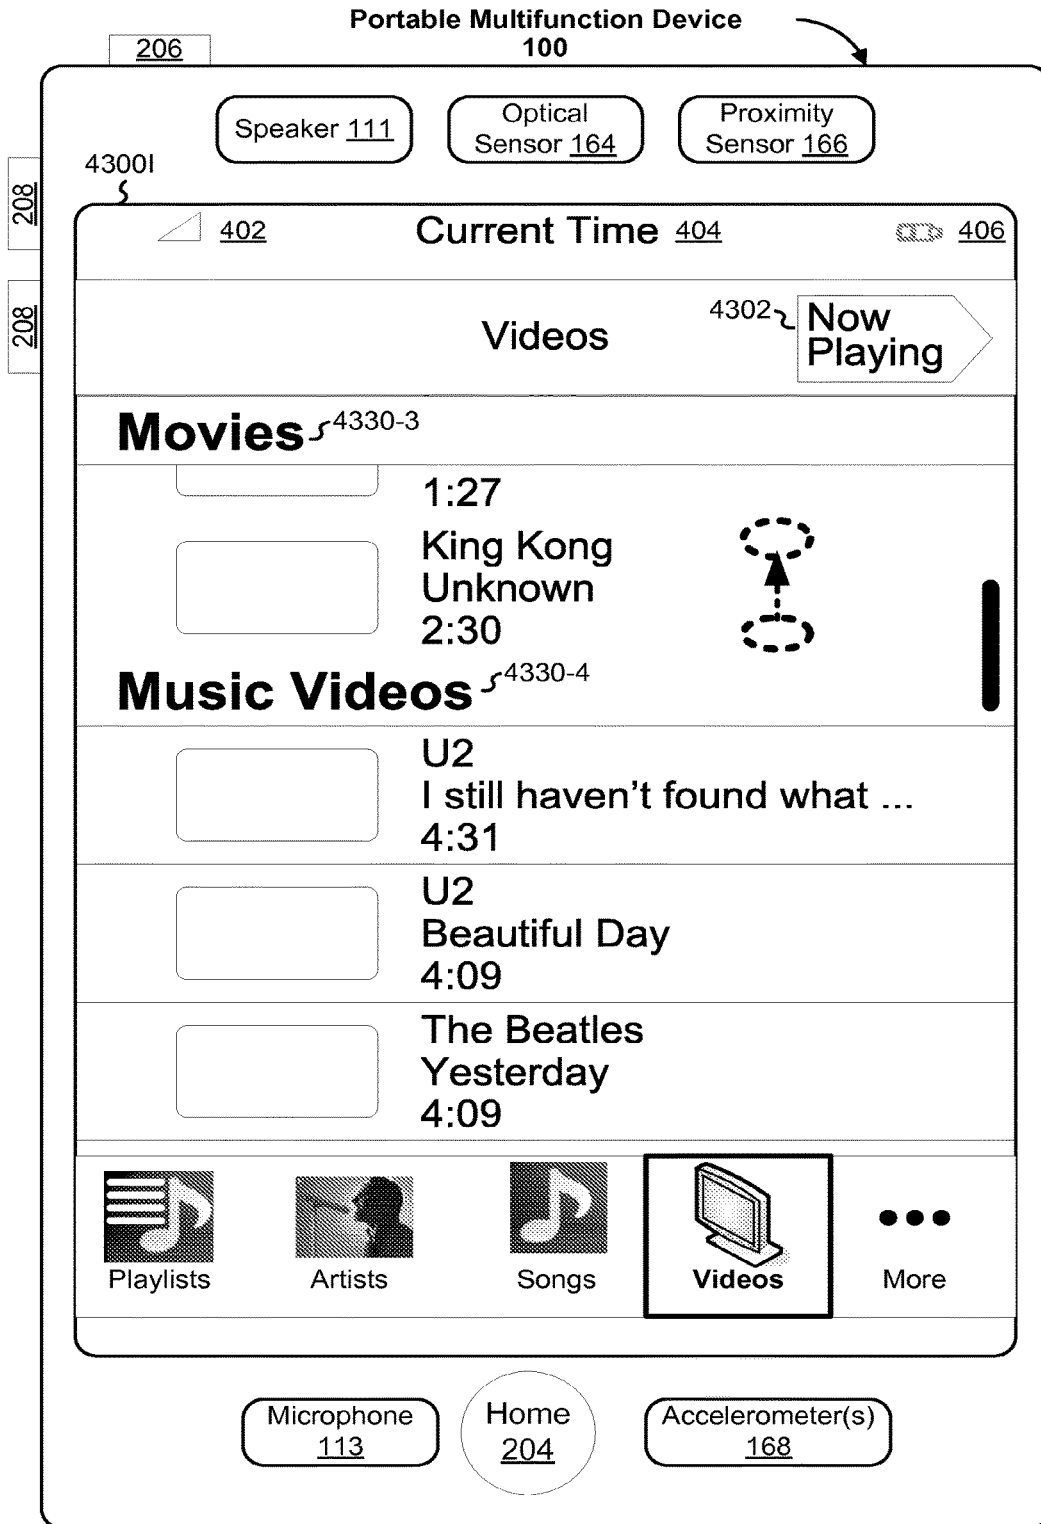 Portable Multifunction Device
100
206
Speaker 111
Optical
Sensor 164
Proximity
Sensor 166
4300I
208
402
Current Time 404
406
208
Videos
4302
Now
Playing
Movies
4330-3
1:27
King Kong
Unknown
2:30
Music Videos
4330-4
U2
I still haven't found what ...
4:31
U2
Beautiful Day
4:09
The Beatles
Yesterday
4:09
Playlists
Artists
Songs
Videos
More
Microphone
113
Home
204
Accelerometer(s)
168